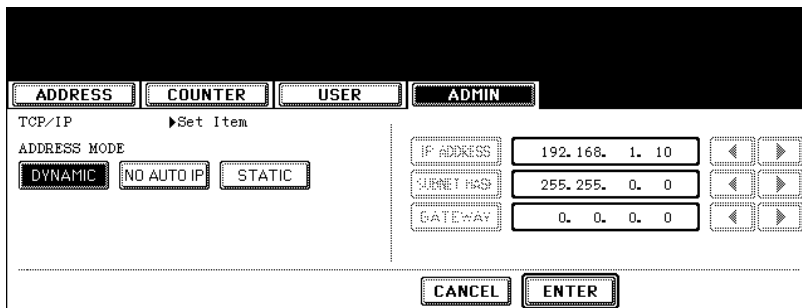 ADDRESS COUNTER USER ADMIN
TCP/IP ▶Set Item
ADDRESS MODE
DYNAMIC NO AUTO IP STATIC
IP ADDRESS 192.168. 1. 10
SUBNET MASK 255.255. 0. 0
GATEWAY 0. 0. 0. 0
CANCEL ENTER